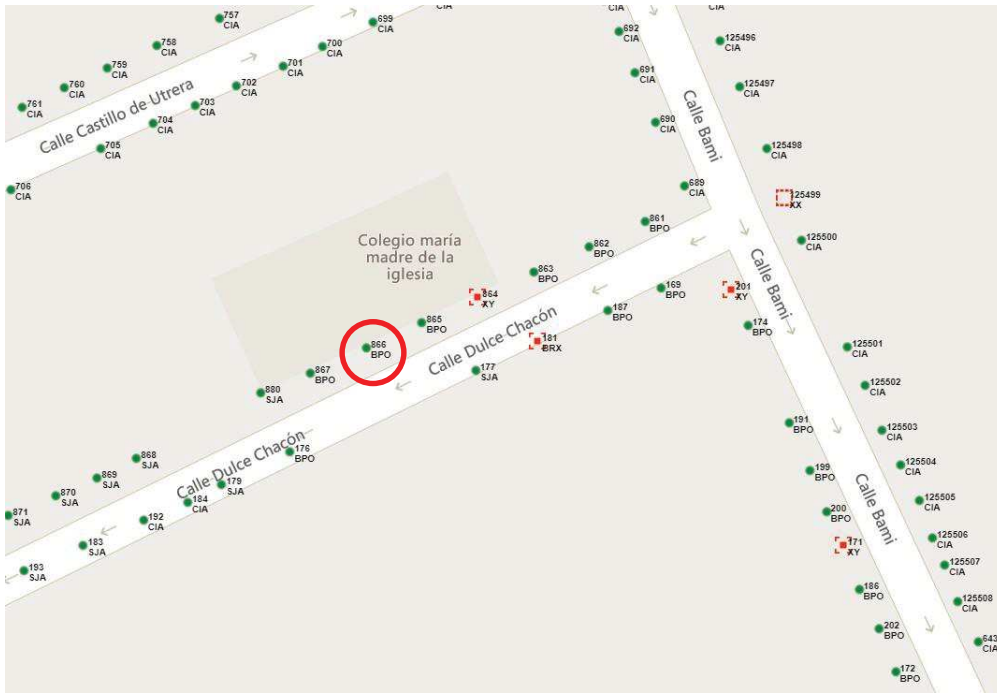 757
CIA
758
CIA
759
CIA
760
CIA
761
CIA
699
CIA
700
CIA
701
CIA
702
CIA
703
CIA
704
CIA
705
CIA
706
CIA
Calle Castillo de Utrera
CIA
CIA
CIA
692
CIA
691
CIA
690
CIA
689
CIA
125496
CIA
125497
CIA
125498
CIA
125499
XX
125500
CIA
Calle Bami
Calle Bami
Calle Bami
Colegio maría
madre de la
iglesia
861
BPO
862
BPO
863
BPO
864
XY
865
BPO
866
BPO
867
BPO
880
SJA
868
SJA
869
SJA
870
SJA
871
SJA
Calle Dulce Chacón
Calle Dulce Chacón
169
BPO
187
BPO
181
BRX
177
SJA
176
BPO
179
SJA
184
CIA
192
CIA
183
SJA
193
SJA
201
XY
174
BPO
191
BPO
199
BPO
200
BPO
171
XY
186
BPO
202
BPO
172
BPO
125501
CIA
125502
CIA
125503
CIA
125504
CIA
125505
CIA
125506
CIA
125507
CIA
125508
CIA
643
CIA